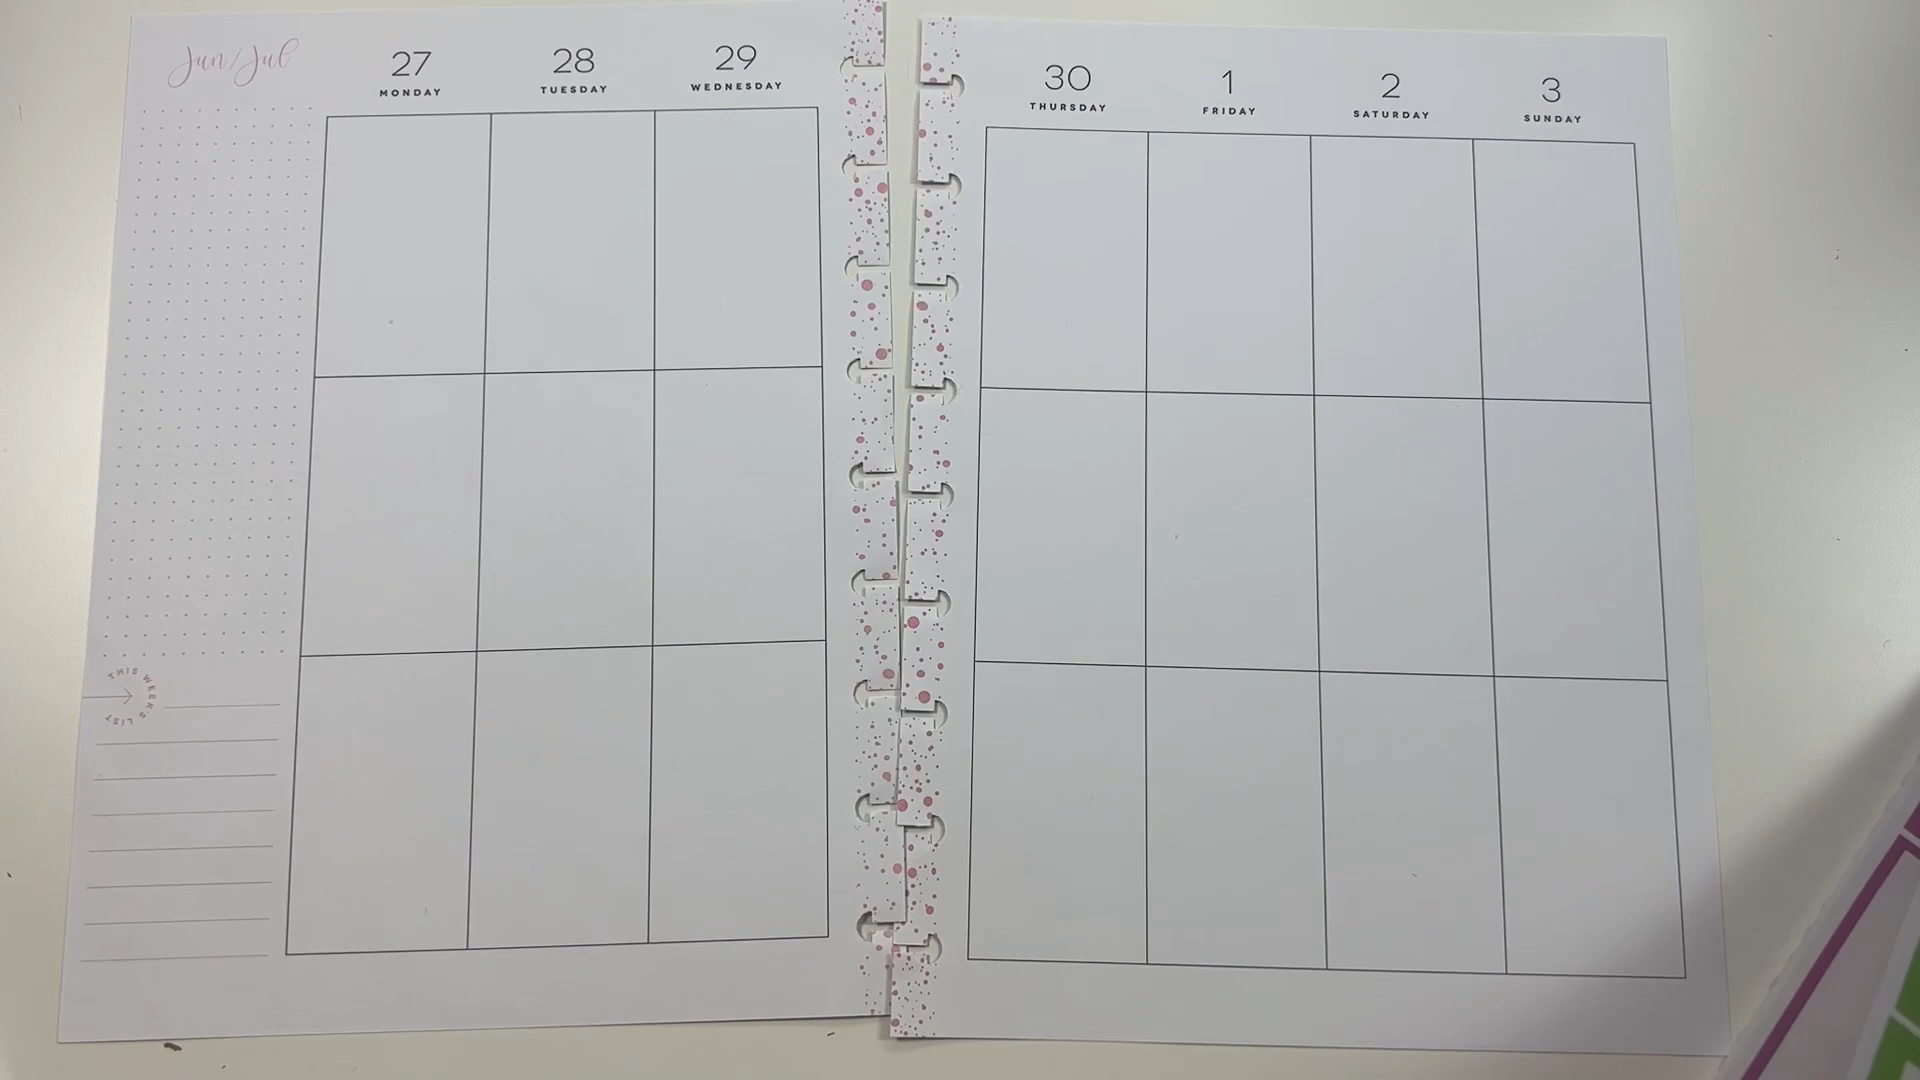 Jun/Jul
27 28 29
MONDAY TUESDAY WEDNESDAY
30 1 2 3
THURSDAY FRIDAY SATURDAY SUNDAY
THIS WEEK'S LIST